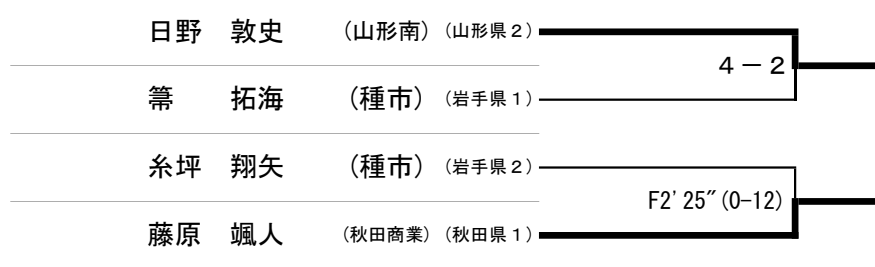 日野 敦史 (山形南) (山形県2)
4-2
箒 拓海 (種市) (岩手県1)
糸坪 翔矢 (種市) (岩手県2)
F2'25″(0-12)
藤原 颯人 (秋田商業) (秋田県1)